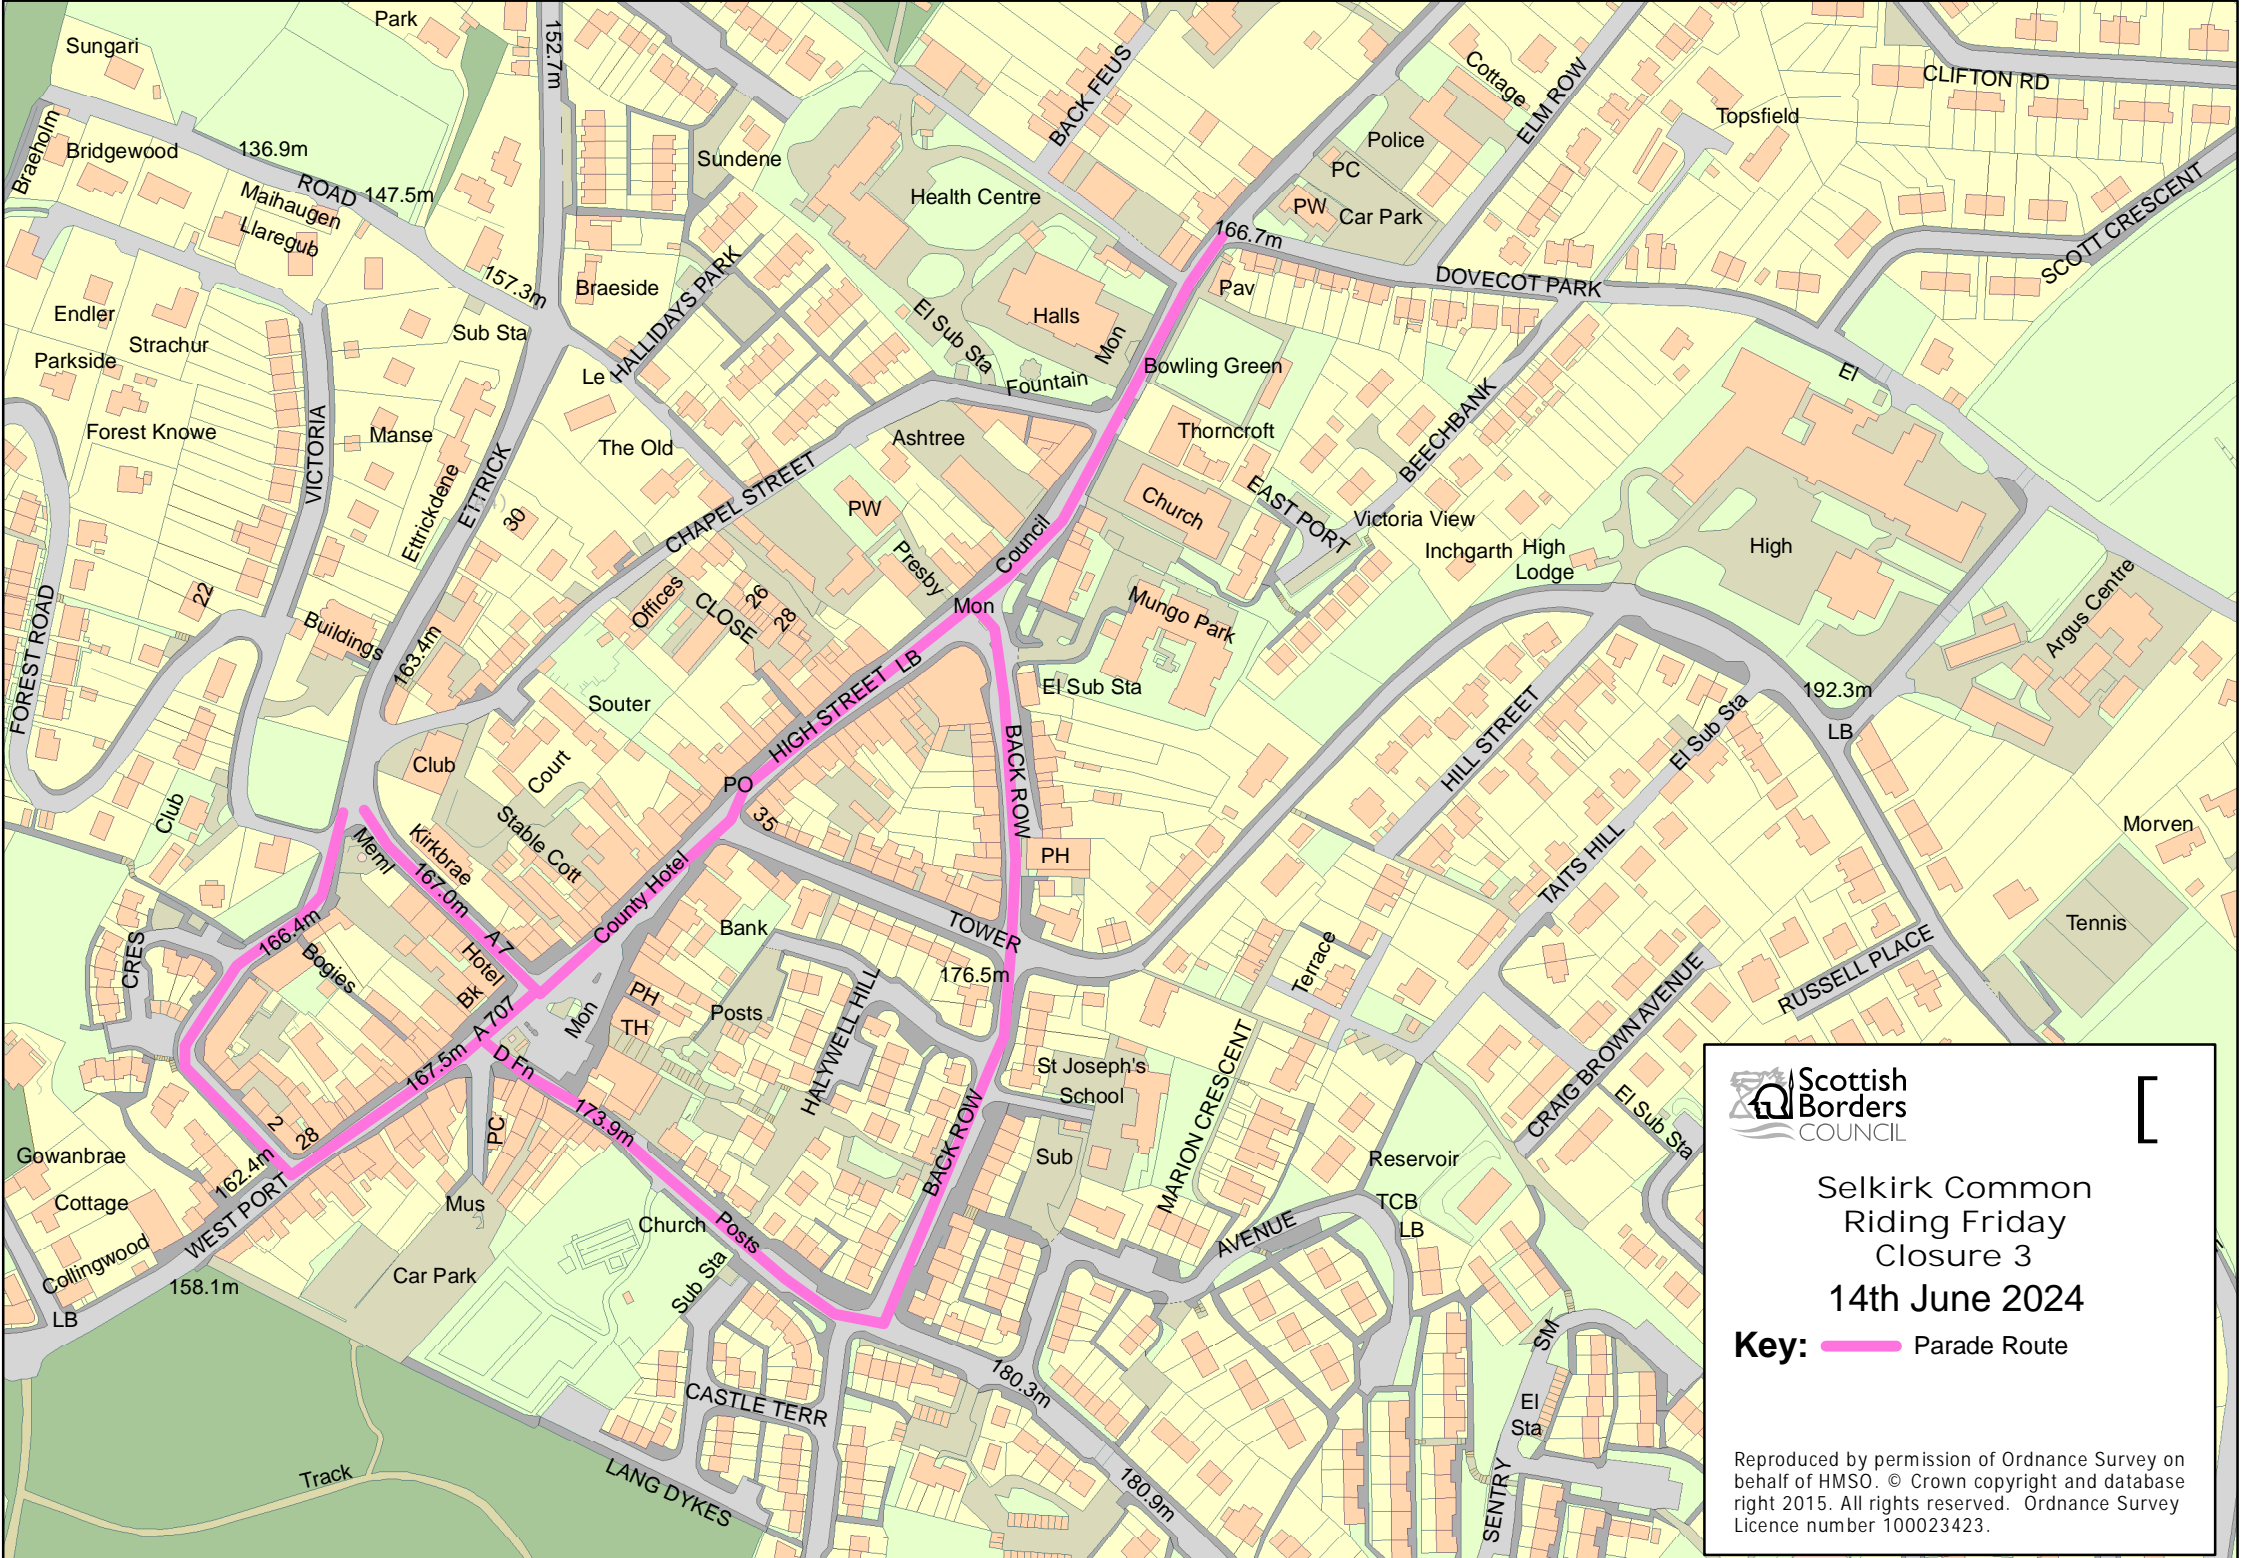 Park
Sungari
152.7m
BACK FEUS
Cottage
ELM ROW
CLIFTON RD
Topsfield
Braeholm
Bridgewood
136.9m
ROAD
147.5m
Maihaugen
Llaregub
Sundene
Health Centre
Police
PC
PW
Car Park
166.7m
SCOTT CRESCENT
157.3m
Braeside
HALLIDAYS PARK
Pav
DOVECOT PARK
Endler
Strachur
Parkside
Sub Sta
Le
El Sub Sta
Halls
Mon
Fountain
Bowling Green
El
Forest Knowe
VICTORIA
Manse
Ettrickdene
ETTRICK
30
The Old
CHAPEL STREET
Ashtree
PW
Presby
Thorncroft
Church
EAST PORT
BEECHBANK
Victoria View
Inchgarth
High
Lodge
High
Council
Mon
Mungo Park
El Sub Sta
Argus Centre
FOREST ROAD
22
Buildings
163.4m
Offices
CLOSE
26
28
Souter
HIGH STREET
LB
BACK ROW
HILL STREET
El Sub Sta
192.3m
LB
Club
Club
Court
Stable Cott
PO
35
PH
TAITS HILL
Morven
Meml
Kirkbrae
167.0m
A 7
County Hotel
Bank
TOWER
176.5m
Terrace
Tennis
CRES
166.4m
Bogies
Hotel
Bk
A 707
Mon
PH
TH
Posts
HALYWELL HILL
CRAIG BROWN AVENUE
RUSSELL PLACE
167.5m
D Fn
173.9m
St Joseph's
School
MARION CRESCENT
El Sub Sta
Gowanbrae
Cottage
2
28
162.4m
WEST PORT
Collingwood
LB
158.1m
PC
Mus
Car Park
Church
Posts
Sub Sta
BACK ROW
Sub
AVENUE
Reservoir
TCB
LB
CASTLE TERR
LANG DYKES
Track
180.3m
180.9m
SM
El
Sta
SENTRY
Scottish
Borders
COUNCIL
[
Selkirk Common
Riding Friday
Closure 3
14th June 2024
Key: Parade Route
Reproduced by permission of Ordnance Survey on
behalf of HMSO. © Crown copyright and database
right 2015. All rights reserved. Ordnance Survey
Licence number 100023423.